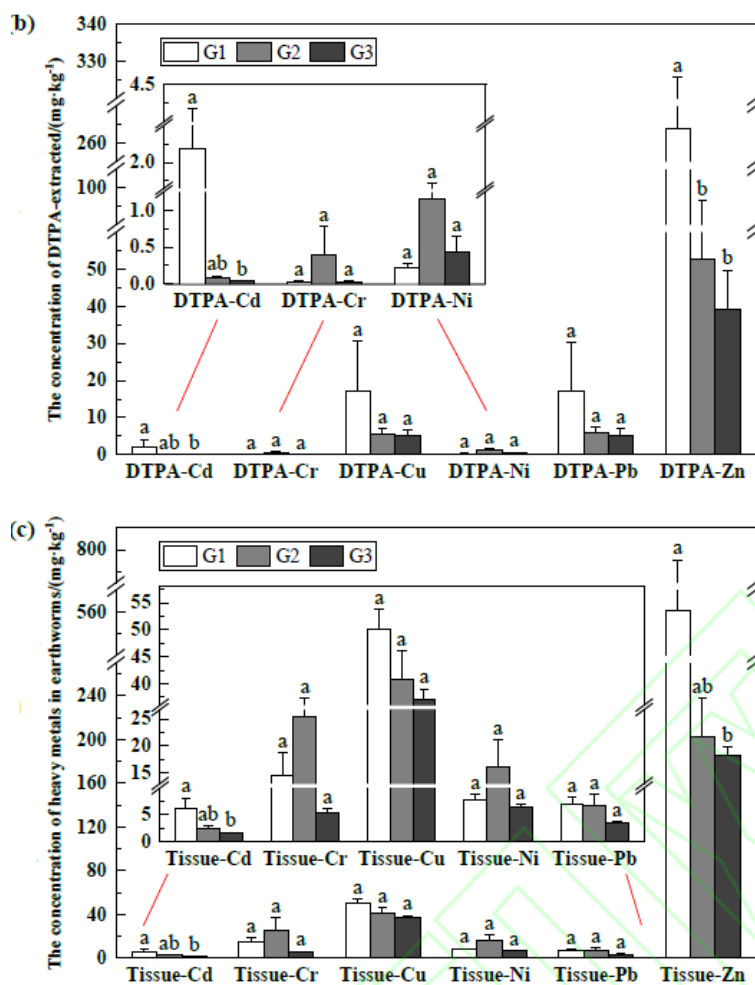 (b)
The concentration of DTPA-extracted/(mg·kg⁻¹)
340
330
260
100
50
40
30
20
10
0
G1 G2 G3
4.5
2.0
1.0
0.5
0.0
a
ab
b
a
a
a
a
a
a
DTPA-Cd DTPA-Cr DTPA-Ni
a ab b
a a a
a a a
a a a
a a a
a b b
DTPA-Cd DTPA-Cr DTPA-Cu DTPA-Ni DTPA-Pb DTPA-Zn
(c)
The concentration of heavy metals in earthworms/(mg·kg⁻¹)
800
560
240
200
160
120
80
40
0
G1 G2 G3
55
50
45
40
25
20
15
5
0
a ab b
a a a
a a a
a a a
a a a
Tissue-Cd Tissue-Cr Tissue-Cu Tissue-Ni Tissue-Pb
a a a
a a a
a a a
a a a
a a a
a ab b
Tissue-Cd Tissue-Cr Tissue-Cu Tissue-Ni Tissue-Pb Tissue-Zn